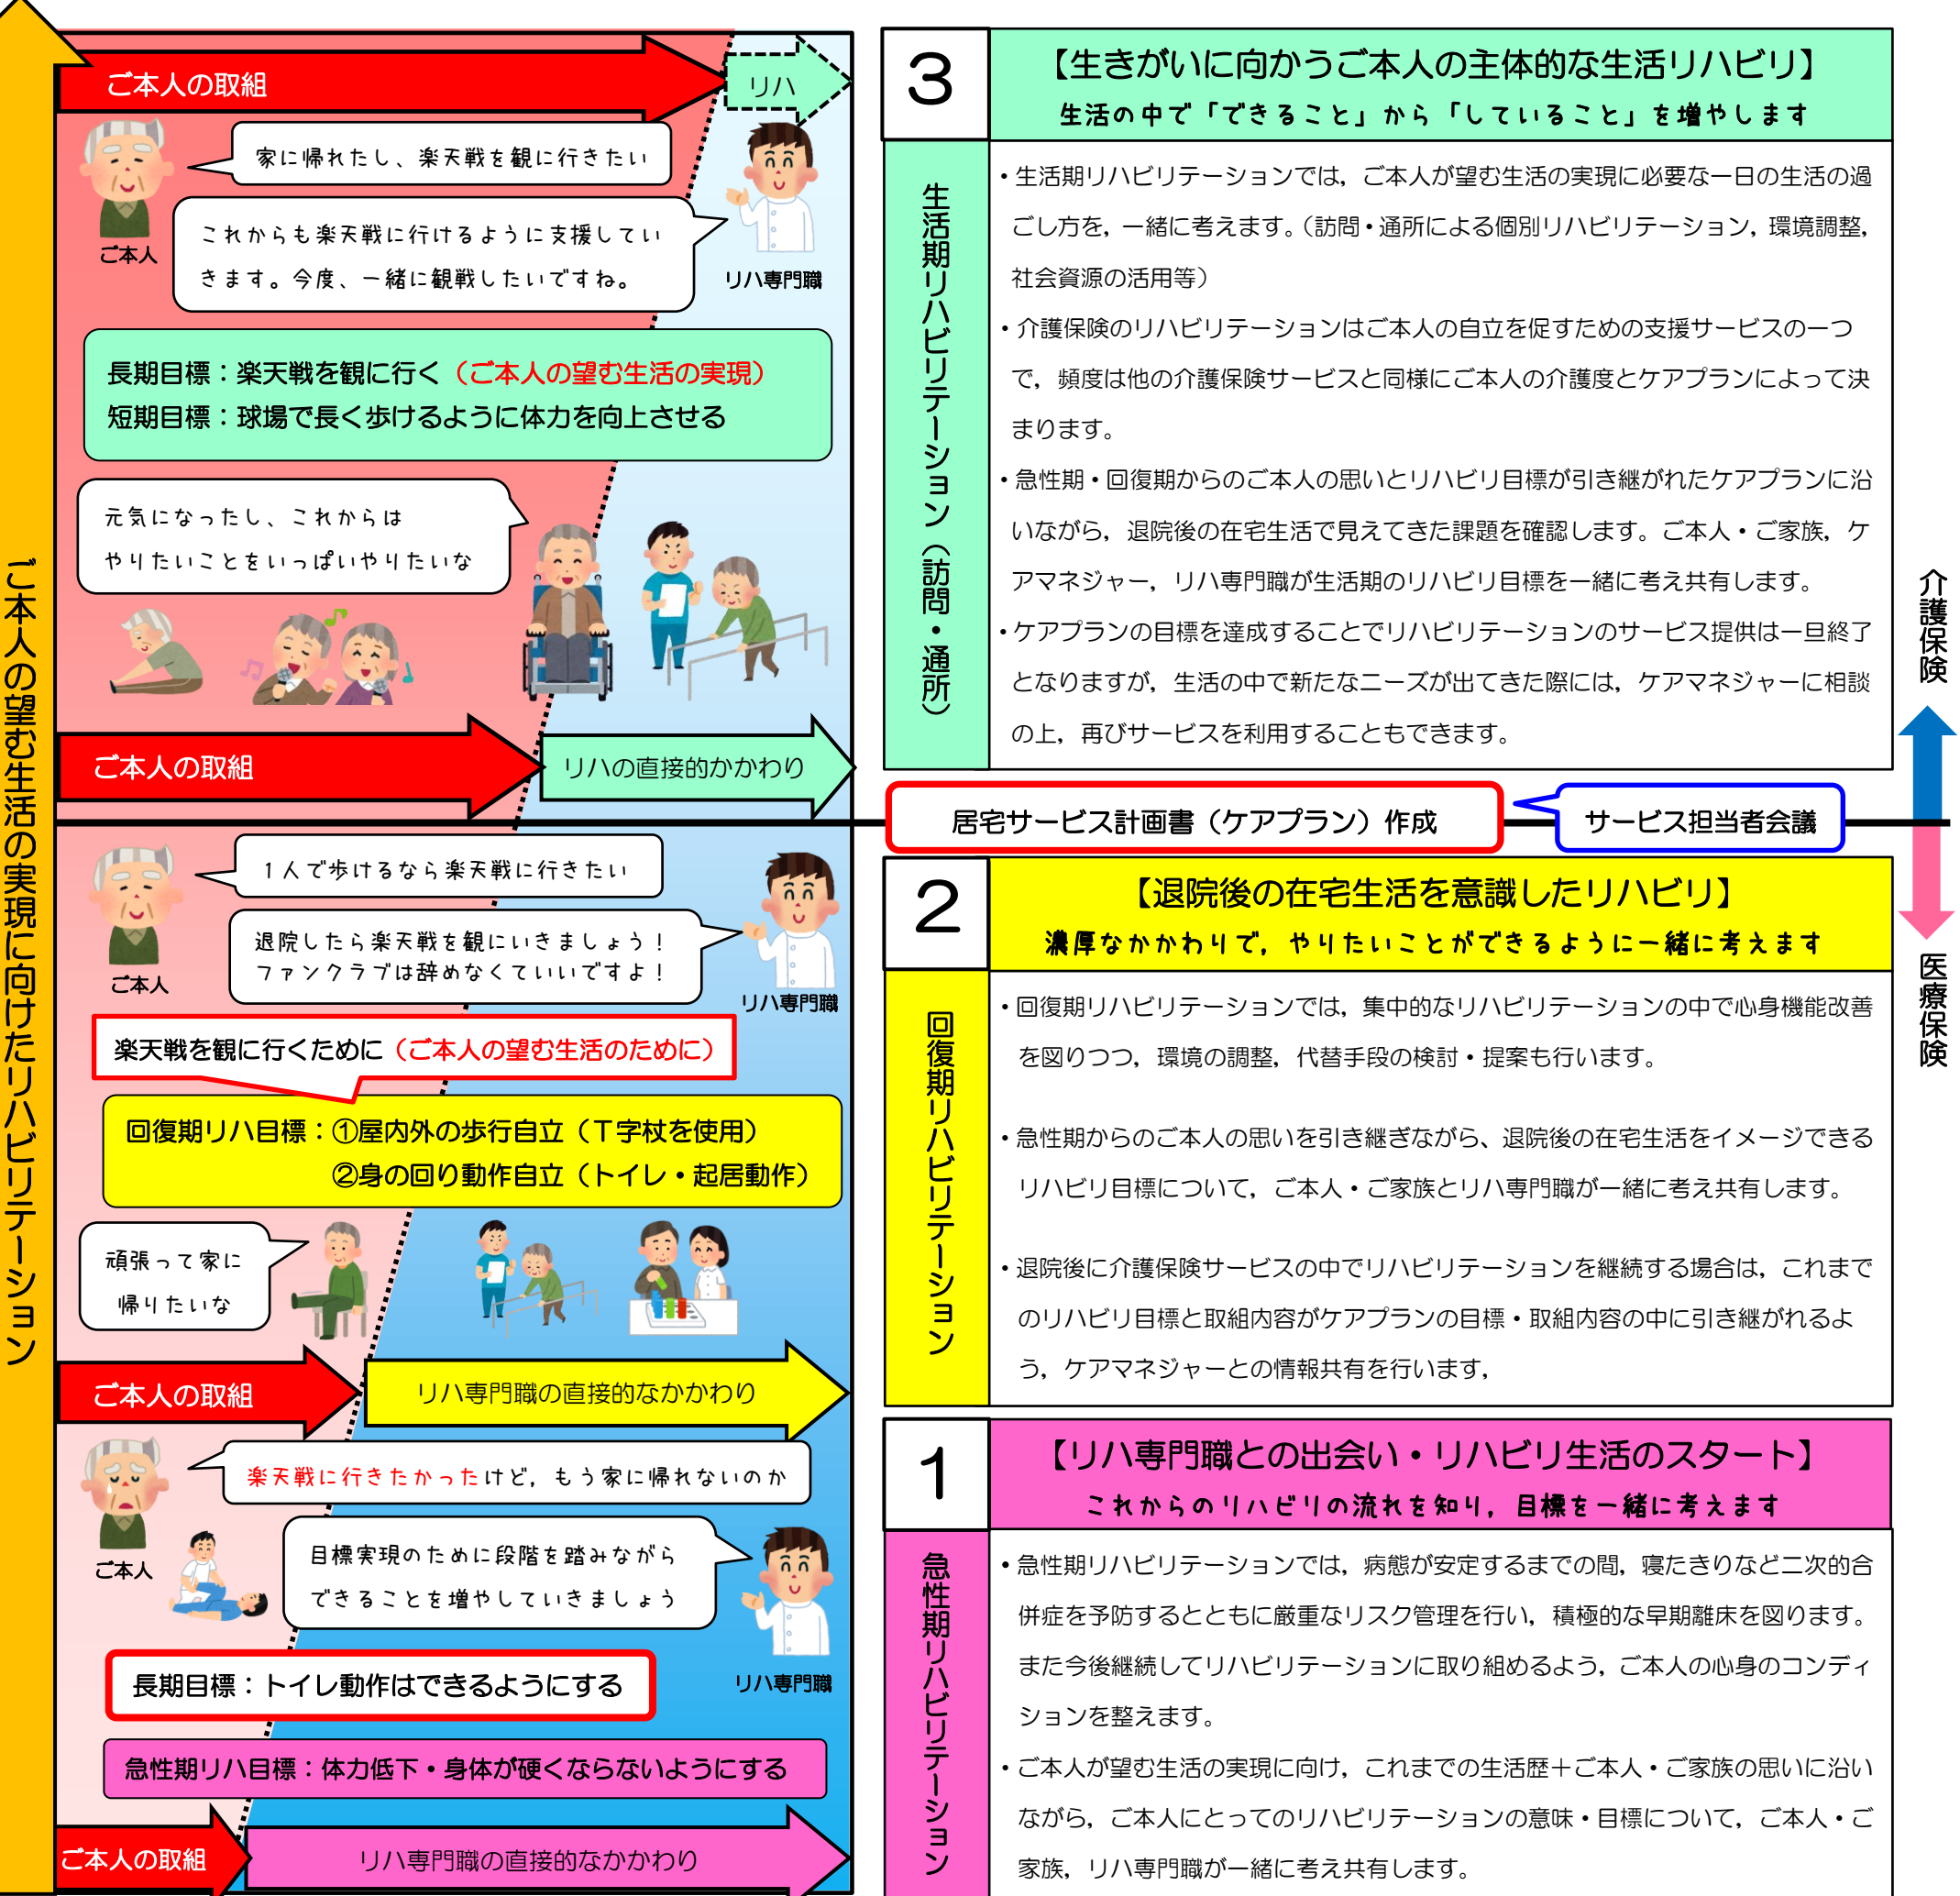 ご本人の望む生活の実現に向けたリハビリテーション
ご本人の取組
リハ
家に帰れたし、楽天戦を観に行きたい
ご本人
これからも楽天戦に行けるように支援してい
きます。今度、一緒に観戦したいですね。
リハ専門職
長期目標：楽天戦を観に行く（ご本人の望む生活の実現）
短期目標：球場で長く歩けるように体力を向上させる
元気になったし、これからは
やりたいことをいっぱいやりたいな
ご本人の取組
リハの直接的かかわり
1人で歩けるなら楽天戦に行きたい
ご本人
退院したら楽天戦を観にいきましょう！
ファンクラブは辞めなくていいですよ！
リハ専門職
楽天戦を観に行くために（ご本人の望む生活のために）
回復期リハ目標：①屋内外の歩行自立（T字杖を使用）
②身の回り動作自立（トイレ・起居動作）
頑張って家に
帰りたいな
ご本人の取組
リハ専門職の直接的なかかわり
楽天戦に行きたかったけど，もう家に帰れないのか
ご本人
目標実現のために段階を踏みながら
できることを増やしていきましょう
リハ専門職
長期目標：トイレ動作はできるようにする
急性期リハ目標：体力低下・身体が硬くならないようにする
ご本人の取組
リハ専門職の直接的なかかわり
3
【生きがいに向かうご本人の主体的な生活リハビリ】
生活の中で「できること」から「していること」を増やします
生活期リハビリテーション（訪問・通所）
・生活期リハビリテーションでは，ご本人が望む生活の実現に必要な一日の生活の過
ごし方を，一緒に考えます。（訪問・通所による個別リハビリテーション，環境調整，
社会資源の活用等）
・介護保険のリハビリテーションはご本人の自立を促すための支援サービスの一つ
で，頻度は他の介護保険サービスと同様にご本人の介護度とケアプランによって決
まります。
・急性期・回復期からのご本人の思いとリハビリ目標が引き継がれたケアプランに沿
いながら，退院後の在宅生活で見えてきた課題を確認します。ご本人・ご家族，ケ
アマネジャー，リハ専門職が生活期のリハビリ目標を一緒に考え共有します。
・ケアプランの目標を達成することでリハビリテーションのサービス提供は一旦終了
となりますが，生活の中で新たなニーズが出てきた際には，ケアマネジャーに相談
の上，再びサービスを利用することもできます。
居宅サービス計画書（ケアプラン）作成
サービス担当者会議
介護保険
医療保険
2
【退院後の在宅生活を意識したリハビリ】
濃厚なかかわりで，やりたいことができるように一緒に考えます
回復期リハビリテーション
・回復期リハビリテーションでは，集中的なリハビリテーションの中で心身機能改善
を図りつつ，環境の調整，代替手段の検討・提案も行います。
・急性期からのご本人の思いを引き継ぎながら、退院後の在宅生活をイメージできる
リハビリ目標について，ご本人・ご家族とリハ専門職が一緒に考え共有します。
・退院後に介護保険サービスの中でリハビリテーションを継続する場合は，これまで
のリハビリ目標と取組内容がケアプランの目標・取組内容の中に引き継がれるよ
う，ケアマネジャーとの情報共有を行います，
1
【リハ専門職との出会い・リハビリ生活のスタート】
これからのリハビリの流れを知り，目標を一緒に考えます
急性期リハビリテーション
・急性期リハビリテーションでは，病態が安定するまでの間，寝たきりなど二次的合
併症を予防するとともに厳重なリスク管理を行い，積極的な早期離床を図ります。
また今後継続してリハビリテーションに取り組めるよう，ご本人の心身のコンディ
ションを整えます。
・ご本人が望む生活の実現に向け，これまでの生活歴＋ご本人・ご家族の思いに沿い
ながら，ご本人にとってのリハビリテーションの意味・目標について，ご本人・ご
家族，リハ専門職が一緒に考え共有します。